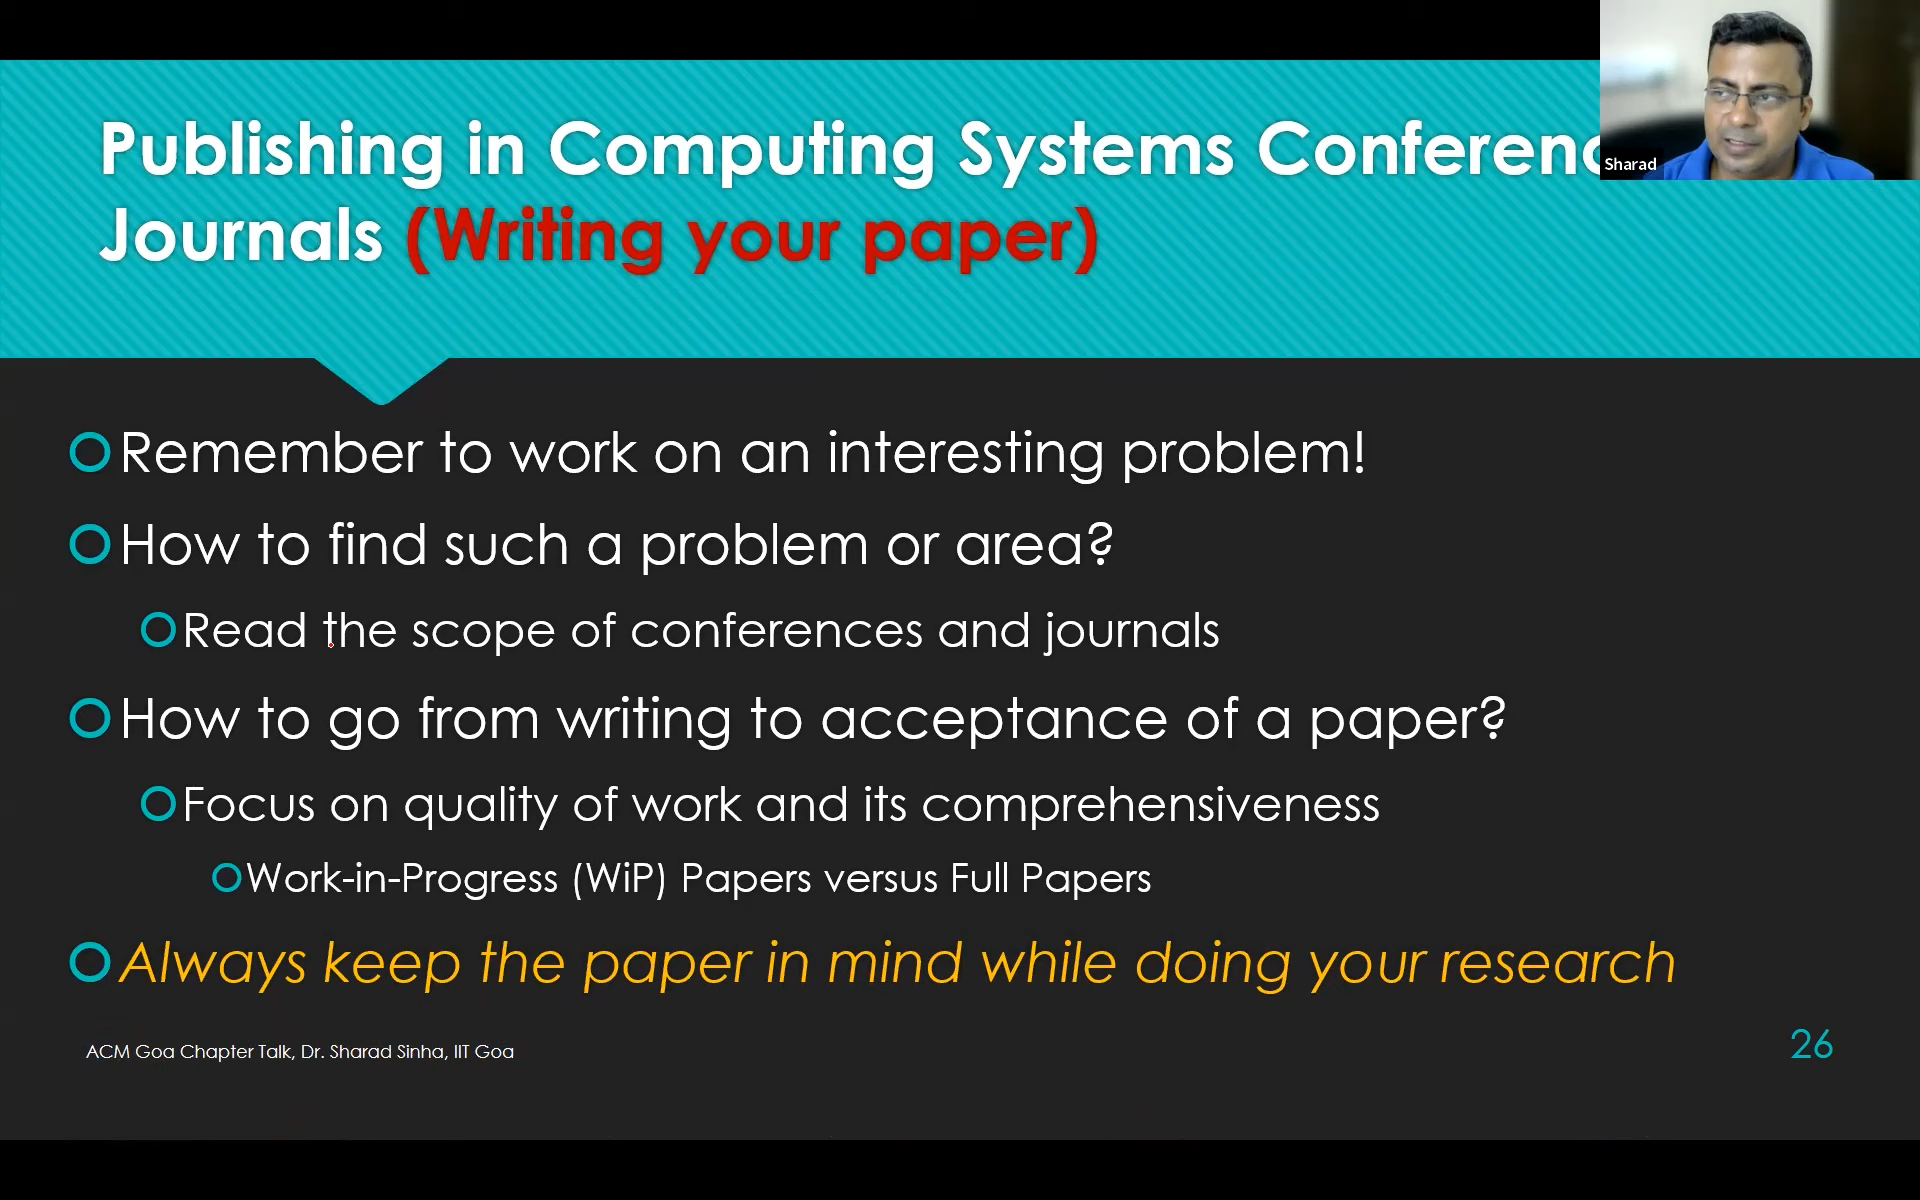 Publishing in Computing Systems Conferenc
Journals (Writing your paper)
Sharad
Remember to work on an interesting problem!
How to find such a problem or area?
Read the scope of conferences and journals
How to go from writing to acceptance of a paper?
Focus on quality of work and its comprehensiveness
Work-in-Progress (WiP) Papers versus Full Papers
Always keep the paper in mind while doing your research
ACM Goa Chapter Talk, Dr. Sharad Sinha, IIT Goa
26